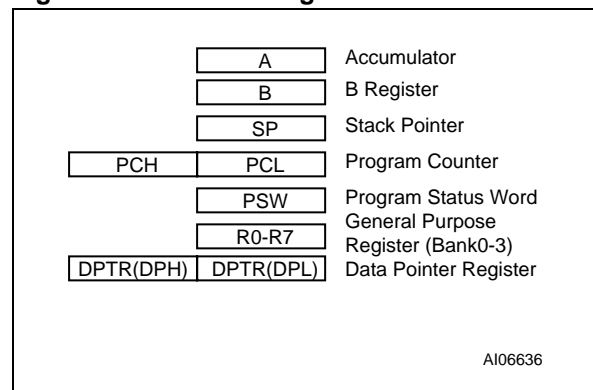 A Accumulator
B B Register
SP Stack Pointer
PCH PCL Program Counter
PSW Program Status Word
R0-R7 General Purpose
Register (Bank0-3)
DPTR(DPH) DPTR(DPL) Data Pointer Register
AI06636